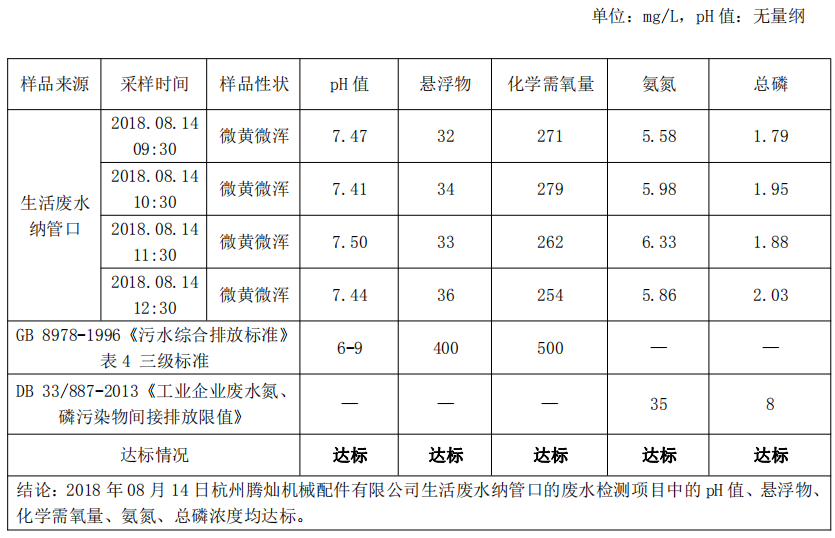 单位：mg/L，pH值：无量纲
样品来源 采样时间 样品性状 pH值 悬浮物 化学需氧量 氨氮 总磷
生活废水
纳管口
2018.08.14
09:30
微黄微浑 7.47 32 271 5.58 1.79
2018.08.14
10:30
微黄微浑 7.41 34 279 5.98 1.95
2018.08.14
11:30
微黄微浑 7.50 33 262 6.33 1.88
2018.08.14
12:30
微黄微浑 7.44 36 254 5.86 2.03
GB 8978-1996《污水综合排放标准》
表4 三级标准
6-9 400 500 — —
DB 33/887-2013《工业企业废水氮、
磷污染物间接排放限值》
— — — 35 8
达标情况 达标 达标 达标 达标 达标
结论：2018年08月14日杭州腾灿机械配件有限公司生活废水纳管口的废水检测项目中的pH值、悬浮物、
化学需氧量、氨氮、总磷浓度均达标。